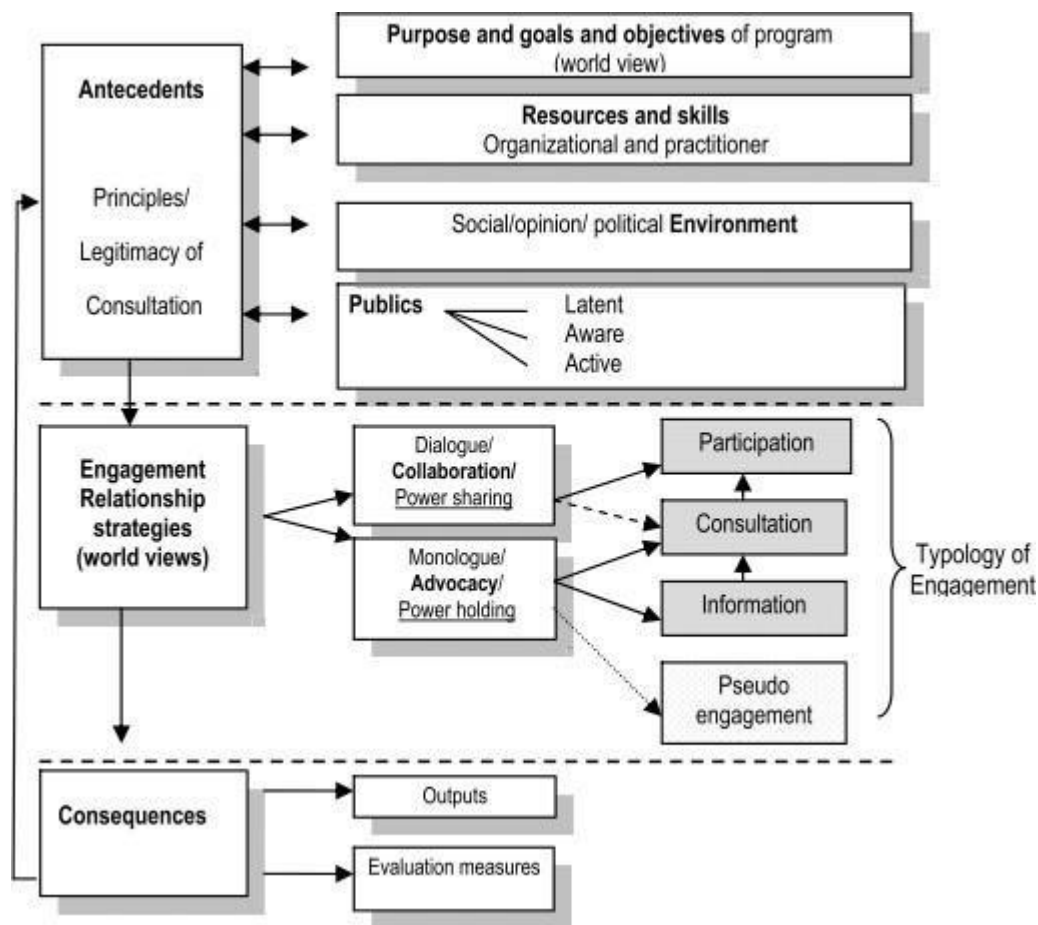 Antecedents
Principles/
Legitimacy of
Consultation
Purpose and goals and objectives of program
(world view)
Resources and skills
Organizational and practitioner
Social/opinion/ political Environment
Publics
Latent
Aware
Active
Engagement
Relationship
strategies
(world views)
Dialogue/
Collaboration/
Power sharing
Monologue/
Advocacy/
Power holding
Participation
Consultation
Information
Pseudo
engagement
Typology of
Engagement
Consequences
Outputs
Evaluation measures